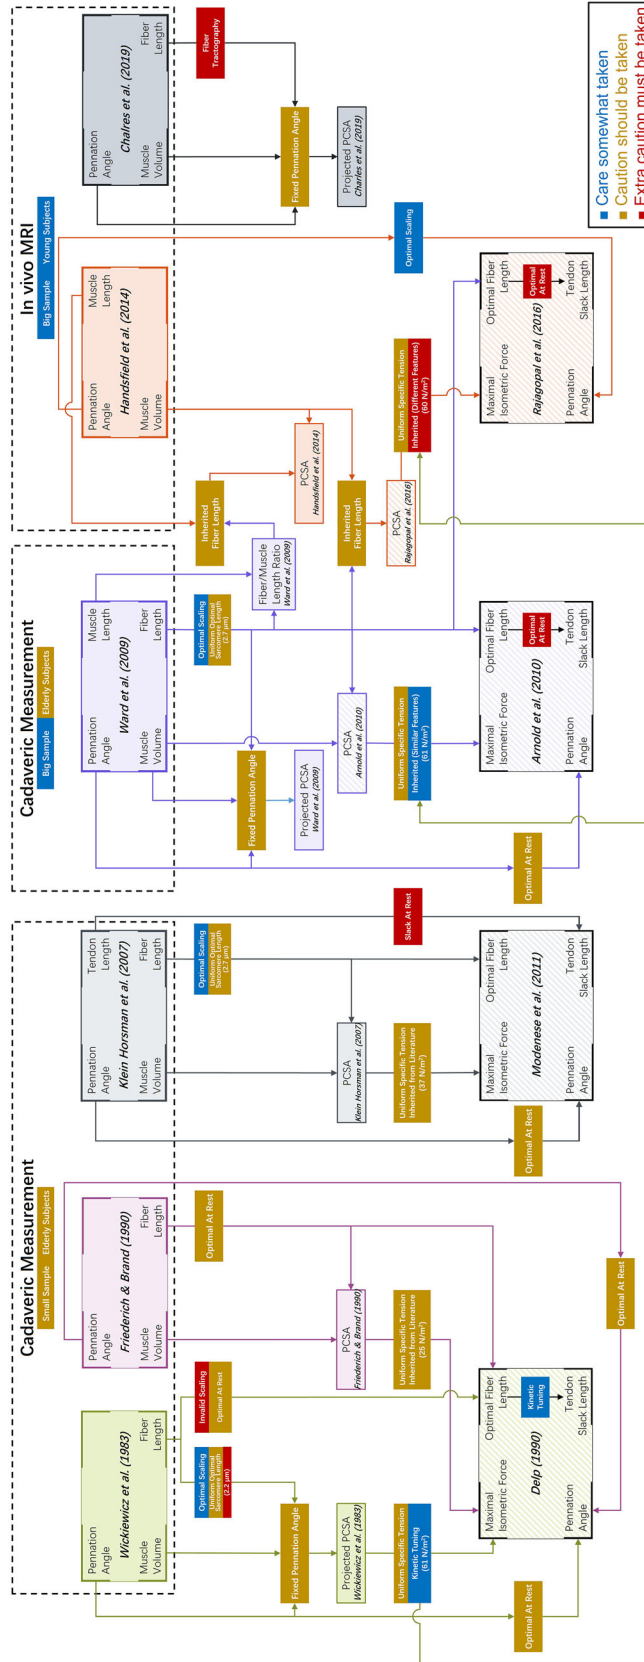 Cadaveric Measurement
Small Sample
Elderly Subjects
Pennation
Angle
Wickiewicz et al. (1983)
Muscle
Volume
Fiber
Length
Pennation
Angle
Friederich & Brand (1990)
Muscle
Volume
Fiber
Length
Pennation
Angle
Tendon
Length
Klein Horsman et al. (2007)
Muscle
Volume
Fiber
Length
Optimal Scaling
Uniform Optimal
Sarcomere Length
(2.2 μm)
Invalid Scaling
Optimal At Rest
Optimal At Rest
Optimal Scaling
Uniform Optimal
Sarcomere Length
(2.7 μm)
Fixed Pennation Angle
Projected PCSA
Wickiewicz et al. (1983)
PCSA
Friederich & Brand (1990)
PCSA
Klein Horsman et al. (2007)
Uniform Specific Tension
Kinetic Tuning
(61 N/m²)
Uniform Specific Tension
Inherited from Literature
(25 N/m²)
Uniform Specific Tension
Inherited from Literature
(37 N/m²)
Slack At Rest
Optimal At Rest
Maximal
Isometric Force
Optimal Fiber
Length
Delp (1990)
Kinetic
Tuning
Pennation
Angle
Tendon
Slack Length
Optimal At Rest
Optimal At Rest
Maximal
Isometric Force
Optimal Fiber
Length
Modenese et al. (2011)
Pennation
Angle
Tendon
Slack Length
Cadaveric Measurement
Big Sample
Elderly Subjects
Pennation
Angle
Muscle
Length
Ward et al. (2009)
Muscle
Volume
Fiber
Length
Optimal Scaling
Uniform Optimal
Sarcomere Length
(2.7 μm)
Fixed Pennation Angle
Fiber/Muscle
Length Ratio
Ward et al. (2009)
Projected PCSA
Ward et al. (2009)
PCSA
Arnold et al. (2010)
Uniform Specific Tension
Inherited (Similar Features)
(61 N/m²)
Optimal At Rest
Maximal
Isometric Force
Optimal Fiber
Length
Arnold et al. (2010)
Optimal
At Rest
Pennation
Angle
Tendon
Slack Length
In vivo MRI
Big Sample
Young Subjects
Pennation
Angle
Muscle
Length
Handsfield et al. (2014)
Muscle
Volume
Pennation
Angle
Chalres et al. (2019)
Muscle
Volume
Fiber
Length
Inherited
Fiber Length
Fiber
Tractography
PCSA
Handsfield et al. (2014)
Fixed Pennation Angle
Inherited
Fiber Length
Projected PCSA
Charles et al. (2019)
PCSA
Rajagopal et al. (2016)
Uniform Specific Tension
Inherited (Different Features)
(60 N/m²)
Optimal Scaling
Maximal
Isometric Force
Optimal Fiber
Length
Rajagopal et al. (2016)
Optimal
At Rest
Pennation
Angle
Tendon
Slack Length
Care somewhat taken
Caution should be taken
Extra caution must be taken